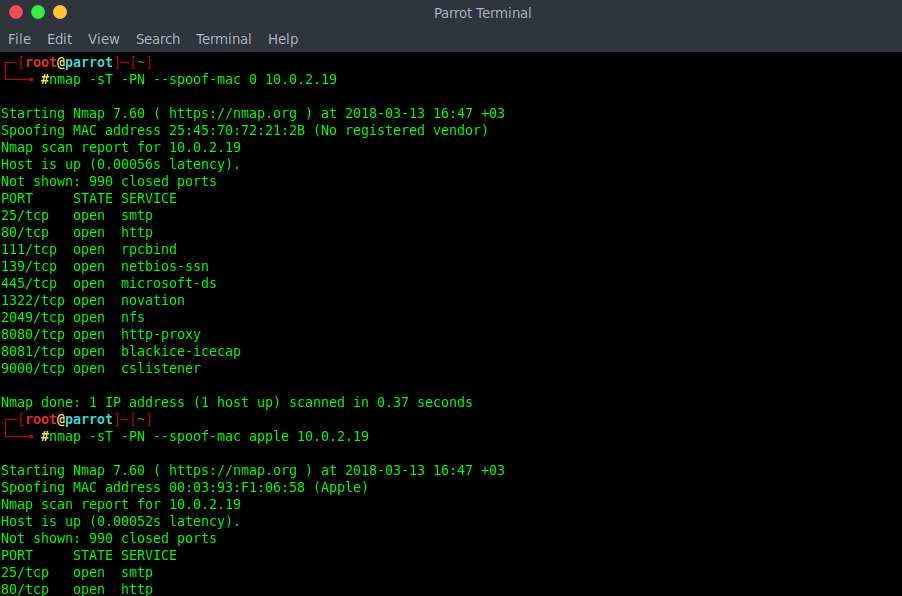 Parrot Terminal
File Edit View Search Terminal Help
┌─[root@parrot]─[~]
└──╼ #nmap -sT -PN --spoof-mac 0 10.0.2.19
Starting Nmap 7.60 ( https://nmap.org ) at 2018-03-13 16:47 +03
Spoofing MAC address 25:45:70:72:21:2B (No registered vendor)
Nmap scan report for 10.0.2.19
Host is up (0.00056s latency).
Not shown: 990 closed ports
PORT     STATE SERVICE
25/tcp   open  smtp
80/tcp   open  http
111/tcp  open  rpcbind
139/tcp  open  netbios-ssn
445/tcp  open  microsoft-ds
1322/tcp open  novation
2049/tcp open  nfs
8080/tcp open  http-proxy
8081/tcp open  blackice-icecap
9000/tcp open  cslistener
Nmap done: 1 IP address (1 host up) scanned in 0.37 seconds
┌─[root@parrot]─[~]
└──╼ #nmap -sT -PN --spoof-mac apple 10.0.2.19
Starting Nmap 7.60 ( https://nmap.org ) at 2018-03-13 16:47 +03
Spoofing MAC address 00:03:93:F1:06:58 (Apple)
Nmap scan report for 10.0.2.19
Host is up (0.00052s latency).
Not shown: 990 closed ports
PORT     STATE SERVICE
25/tcp   open  smtp
80/tcp   open  http